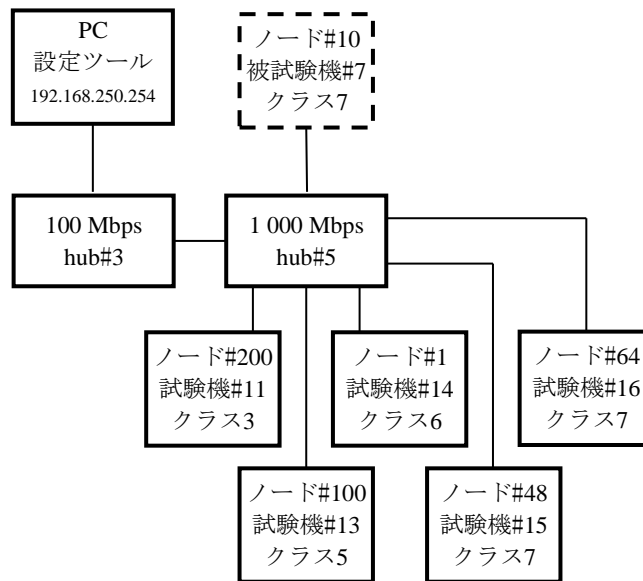 PC
設定ツール
192.168.250.254
ノード#10
被試験機#7
クラス7
100 Mbps
hub#3
1 000 Mbps
hub#5
ノード#200
試験機#11
クラス3
ノード#1
試験機#14
クラス6
ノード#64
試験機#16
クラス7
ノード#100
試験機#13
クラス5
ノード#48
試験機#15
クラス7